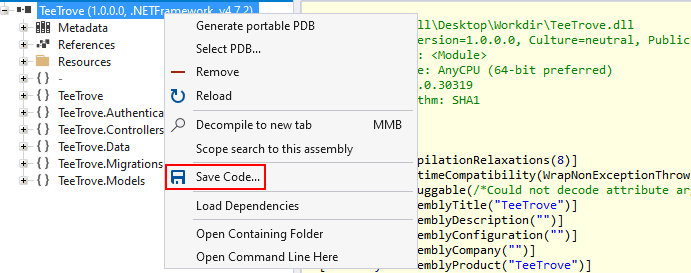 TeeTrove (1.0.0.0, .NETFramework, v4.7.2)
Metadata
References
Resources
-
TeeTrove
TeeTrove.Authentica
TeeTrove.Controllers
TeeTrove.Data
TeeTrove.Migrations
TeeTrove.Models
Generate portable PDB
Select PDB...
Remove
Reload
Decompile to new tab MMB
Scope search to this assembly
Save Code...
Load Dependencies
Open Containing Folder
Open Command Line Here
ll\Desktop\Workdir\TeeTrove.dll
ersion=1.0.0.0, Culture=neutral, Public
: <Module>
e: AnyCPU (64-bit preferred)
.0.30319
thm: SHA1
pilationRelaxations(8)]
timeCompatibility(WrapNonExceptionThrow
uggable(/*Could not decode attribute ar
emblyTitle("TeeTrove")]
emblyDescription("")]
emblyConfiguration("")]
emblyCompany("")]
emblyProduct("TeeTrove")]